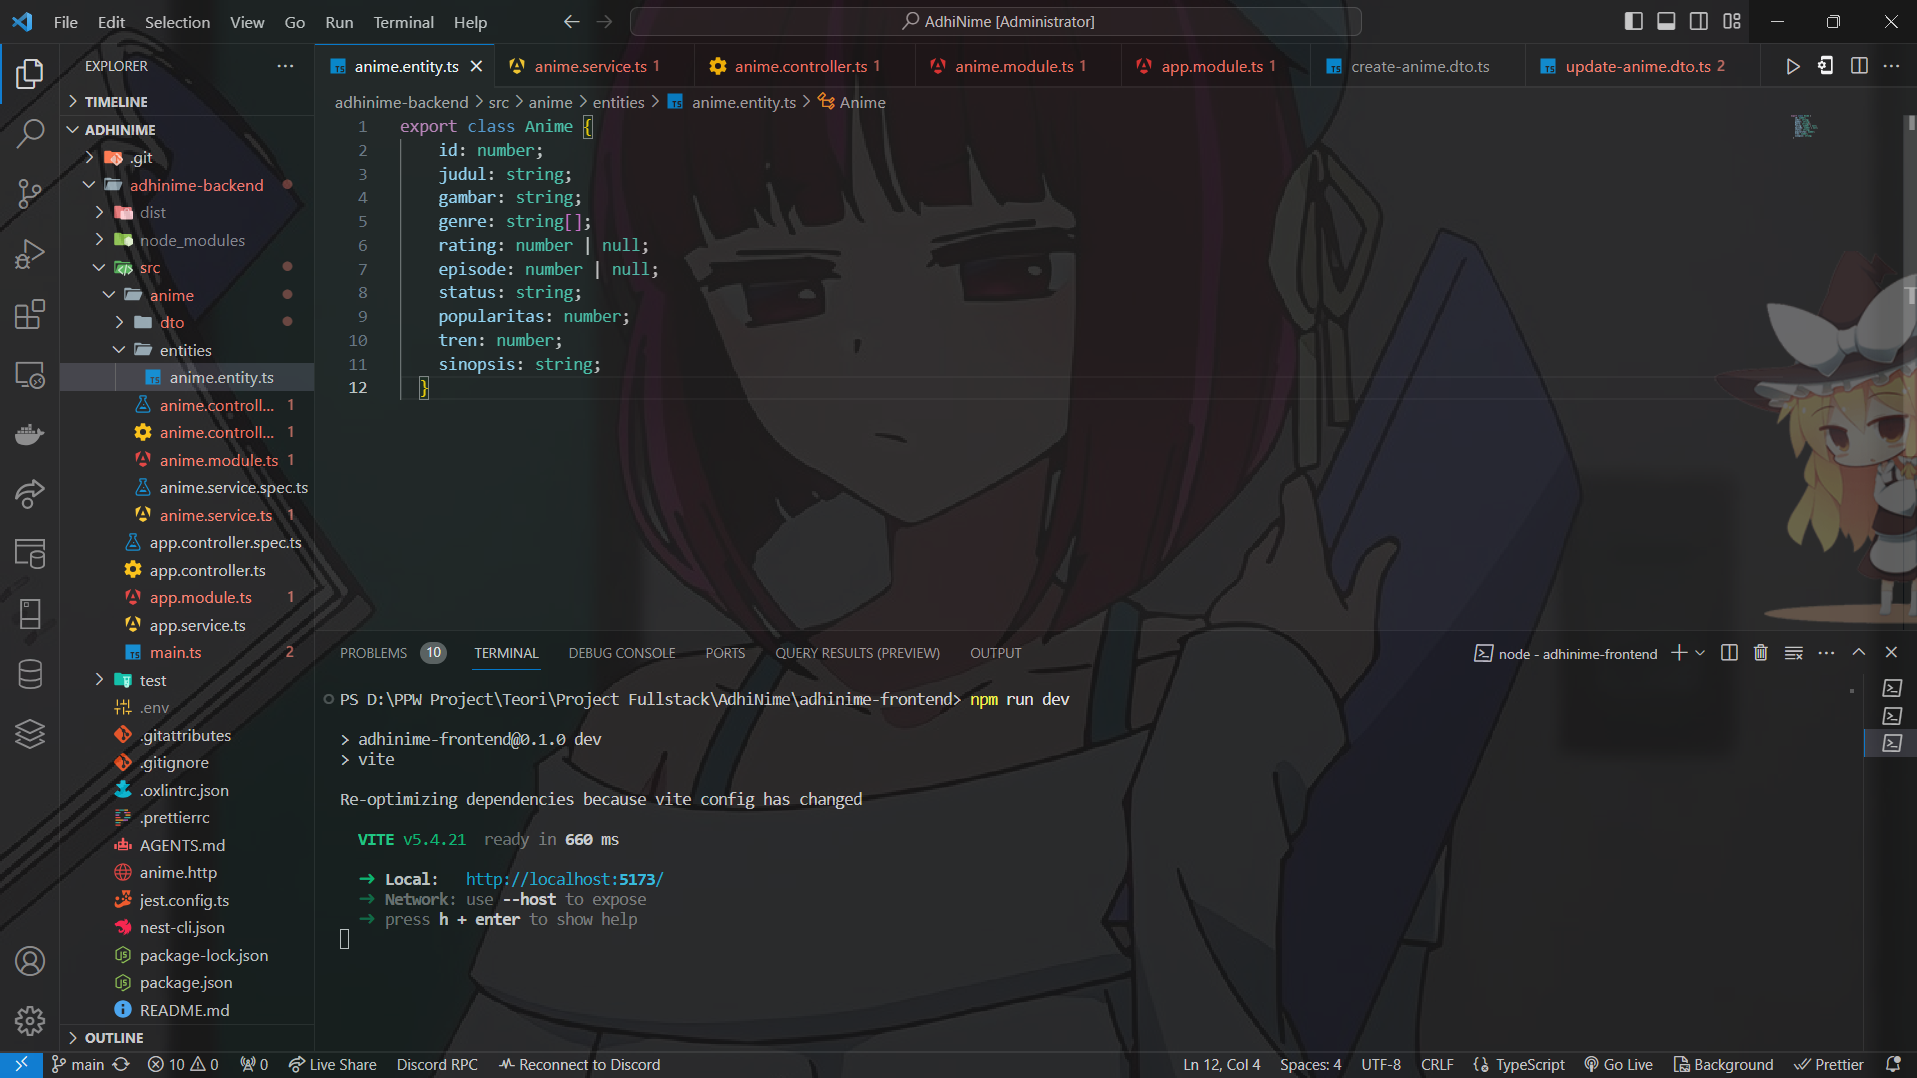 File Edit Selection View Go Run Terminal Help
AdhiNime [Administrator]
EXPLORER
TIMELINE
ADHINIME
.git
adhinime-backend
dist
node_modules
src
anime
dto
entities
anime.entity.ts
anime.controll... 1
anime.controll... 1
anime.module.ts 1
anime.service.spec.ts
anime.service.ts 1
app.controller.spec.ts
app.controller.ts
app.module.ts 1
app.service.ts
main.ts 2
test
.env
.gitattributes
.gitignore
.oxlintrc.json
.prettierrc
AGENTS.md
anime.http
jest.config.ts
nest-cli.json
package-lock.json
package.json
README.md
OUTLINE
anime.entity.ts anime.service.ts 1 anime.controller.ts 1 anime.module.ts 1 app.module.ts 1 create-anime.dto.ts update-anime.dto.ts 2
adhinime-backend > src > anime > entities > anime.entity.ts > Anime
1 export class Anime {
2 id: number;
3 judul: string;
4 gambar: string;
5 genre: string[];
6 rating: number | null;
7 episode: number | null;
8 status: string;
9 popularitas: number;
10 tren: number;
11 sinopsis: string;
12 }
PROBLEMS 10 TERMINAL DEBUG CONSOLE PORTS QUERY RESULTS (PREVIEW) OUTPUT
node - adhinime-frontend
PS D:\PPW Project\Teori\Project Fullstack\AdhiNime\adhinime-frontend> npm run dev
> adhinime-frontend@0.1.0 dev
> vite
Re-optimizing dependencies because vite config has changed
VITE v5.4.21 ready in 660 ms
➜ Local: http://localhost:5173/
➜ Network: use --host to expose
➜ press h + enter to show help
main 10 0 0 Live Share Discord RPC Reconnect to Discord
Ln 12, Col 4 Spaces: 4 UTF-8 CRLF {} TypeScript Go Live Background Prettier